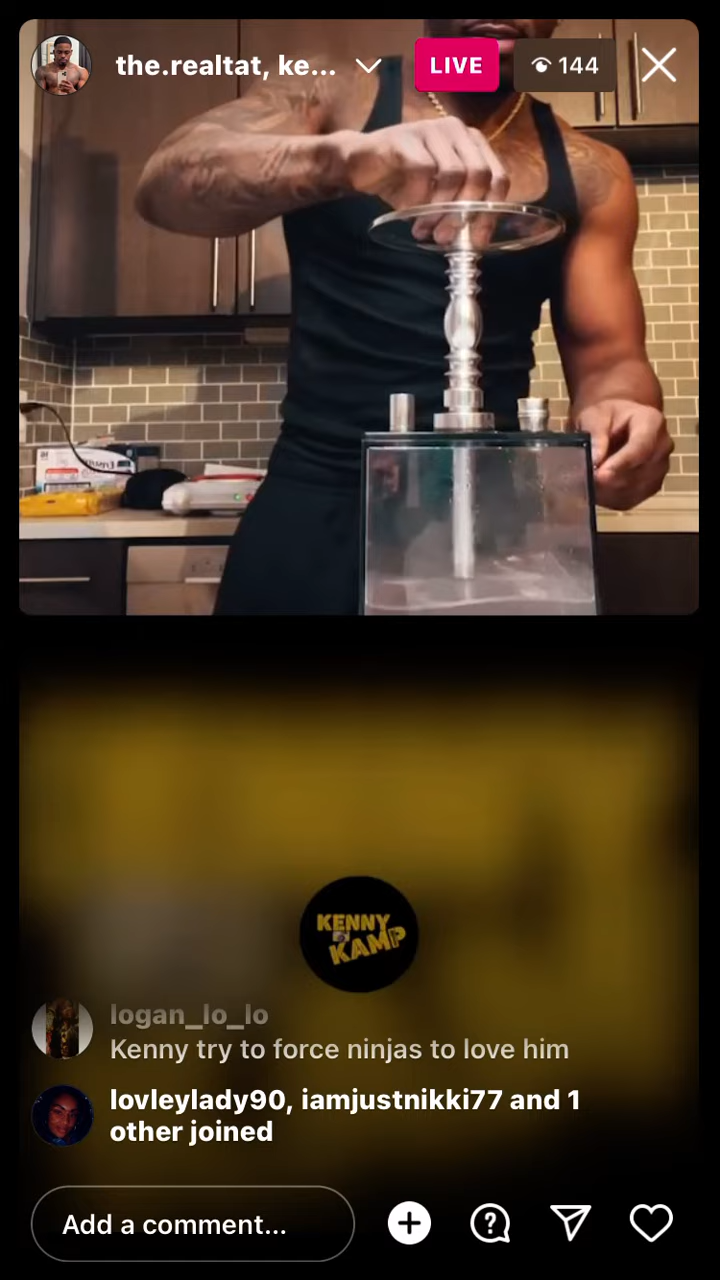 the.realtat, ke...
LIVE
144
KENNY
KAMP
logan_lo_lo
Kenny try to force ninjas to love him
lovleylady90, iamjustnikki77 and 1
other joined
Add a comment...